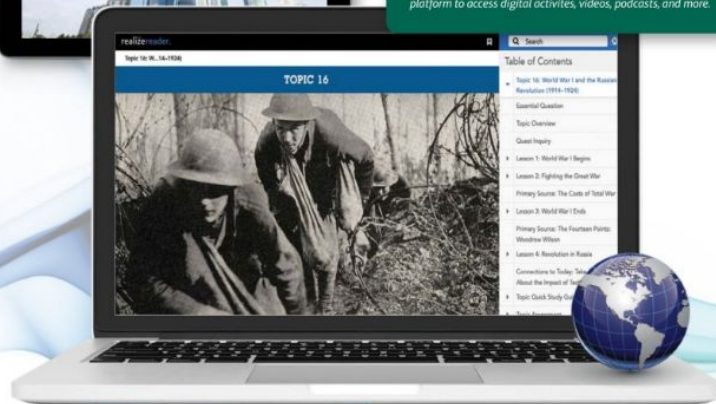 platform to access digital activites, videos, podcasts, and more.
realizereader.
Search
Topic 16: W...14–1924)
Table of Contents
TOPIC 16
Topic 16: World War I and the Russian
Revolution (1914–1924)
Essential Question
Topic Overview
Quest Inquiry
Lesson 1: World War I Begins
Lesson 2: Fighting the Great War
Primary Source: The Costs of Total War
Lesson 3: World War I Ends
Primary Source: The Fourteen Points:
Woodrow Wilson
Lesson 4: Revolution in Russia
Connections to Today: Take
About the Impact of
Topic Quick Study
Topic Assessment